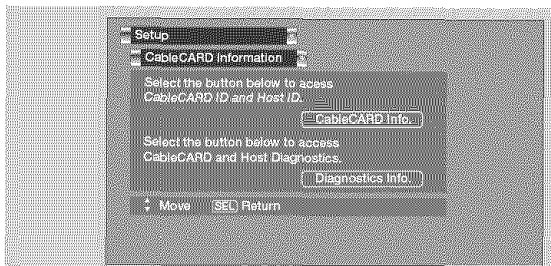 Setup
CableCARD Information
Select the button below to acess
CableCARD ID and Host ID.
CableCARD Info.
Select the button below to access
CableCARD and Host Diagnostics.
Diagnostics Info.
Move SEL Return